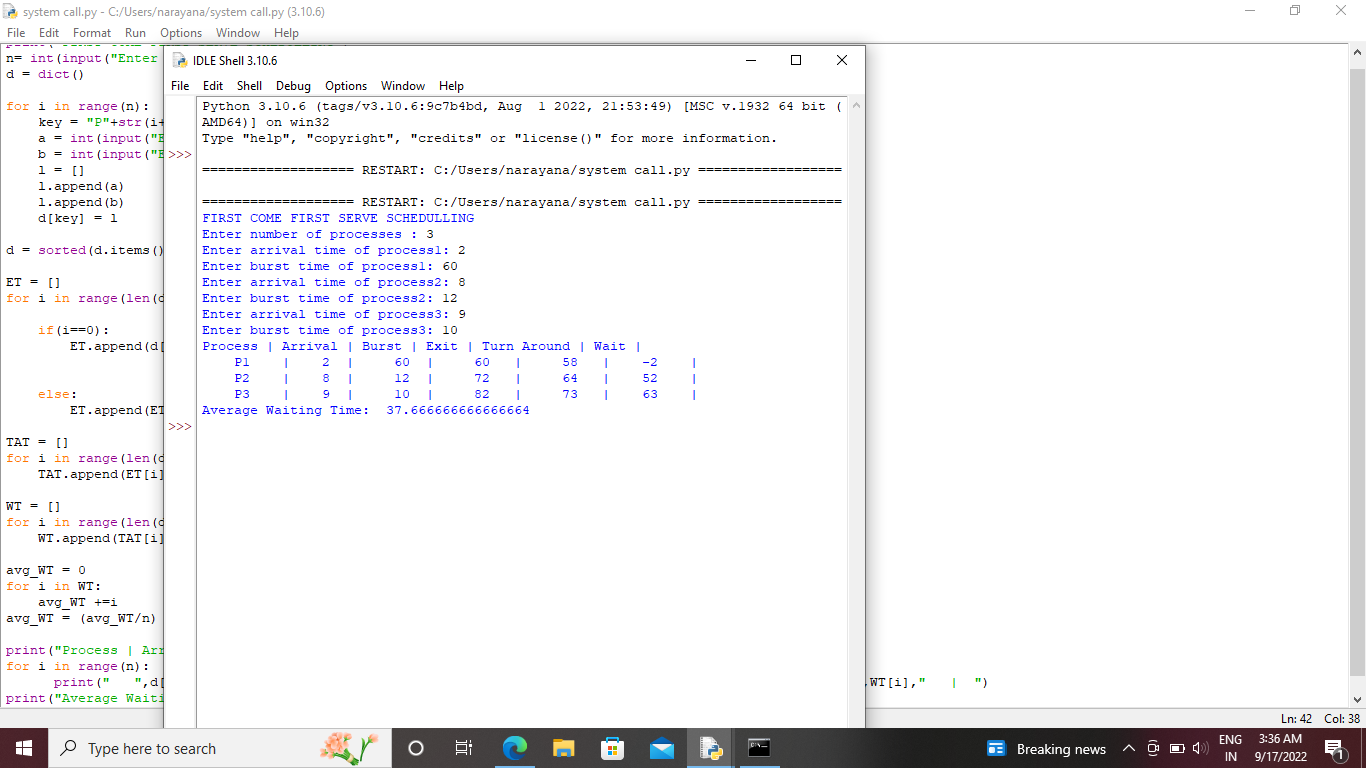 system call.py - C:/Users/narayana/system call.py (3.10.6)
File Edit Format Run Options Window Help
n= int(input("Enter
d = dict()
for i in range(n):
key = "P"+str(i+
a = int(input("E
b = int(input("E
l = []
l.append(a)
l.append(b)
d[key] = l
d = sorted(d.items()
ET = []
for i in range(len(d
if(i==0):
ET.append(d[
else:
ET.append(ET
TAT = []
for i in range(len(d
TAT.append(ET[i]
WT = []
for i in range(len(d
WT.append(TAT[i]
avg_WT = 0
for i in WT:
avg_WT +=i
avg_WT = (avg_WT/n)
print("Process | Arr
for i in range(n):
print("   ",d[
,WT[i],"   |  ")
print("Average Waiti
Ln: 42 Col: 38
IDLE Shell 3.10.6
File Edit Shell Debug Options Window Help
Python 3.10.6 (tags/v3.10.6:9c7b4bd, Aug  1 2022, 21:53:49) [MSC v.1932 64 bit (
AMD64)] on win32
Type "help", "copyright", "credits" or "license()" for more information.
>>>
=================== RESTART: C:/Users/narayana/system call.py ==================
=================== RESTART: C:/Users/narayana/system call.py ==================
FIRST COME FIRST SERVE SCHEDULLING
Enter number of processes : 3
Enter arrival time of process1: 2
Enter burst time of process1: 60
Enter arrival time of process2: 8
Enter burst time of process2: 12
Enter arrival time of process3: 9
Enter burst time of process3: 10
Process | Arrival | Burst | Exit | Turn Around | Wait |
P1 | 2 | 60 | 60 | 58 | -2 |
P2 | 8 | 12 | 72 | 64 | 52 |
P3 | 9 | 10 | 82 | 73 | 63 |
Average Waiting Time:  37.666666666666664
>>>
Type here to search
Breaking news
ENG
IN
3:36 AM
9/17/2022
1